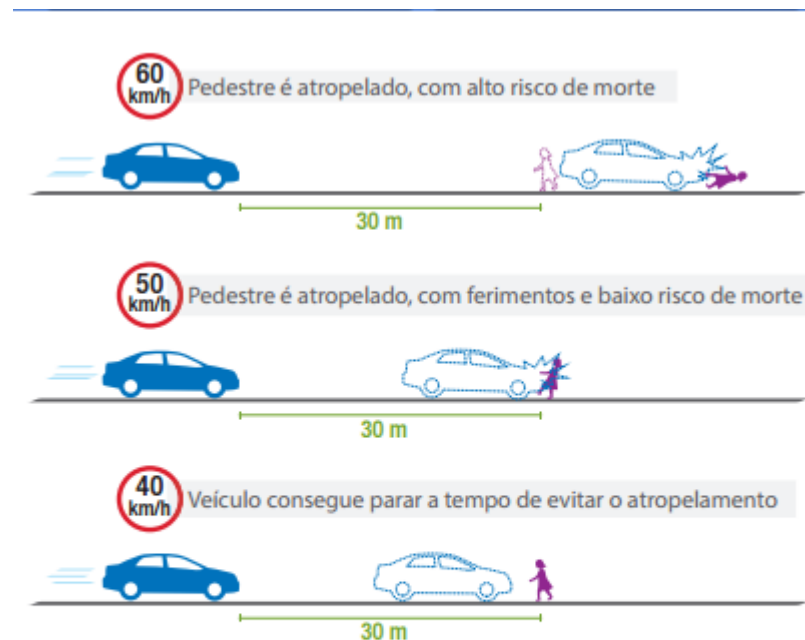 60
km/h
Pedestre é atropelado, com alto risco de morte
30 m
50
km/h
Pedestre é atropelado, com ferimentos e baixo risco de morte
30 m
40
km/h
Veículo consegue parar a tempo de evitar o atropelamento
30 m